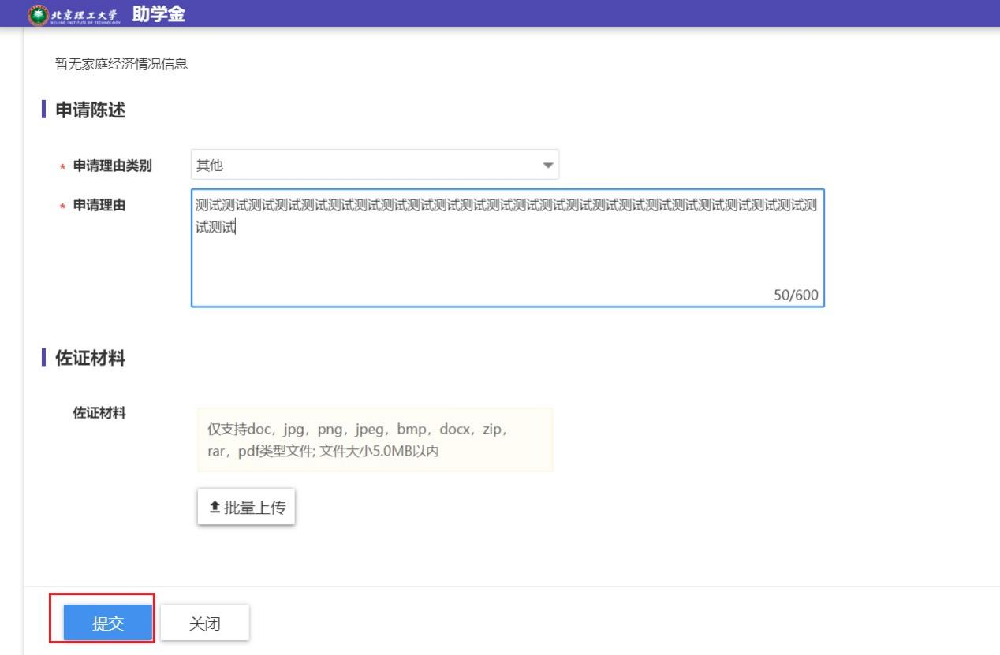 北京理工大学 助学金
BEIJING INSTITUTE OF TECHNOLOGY
暂无家庭经济情况信息
申请陈述
* 申请理由类别 其他
* 申请理由 测试测试测试测试测试测试测试测试测试测试测试测试测试测试测试测试测试测试测试测试测试测试测试测
试测试
50/600
佐证材料
佐证材料
仅支持doc，jpg，png，jpeg，bmp，docx，zip，
rar，pdf类型文件; 文件大小5.0MB以内
批量上传
提交 关闭